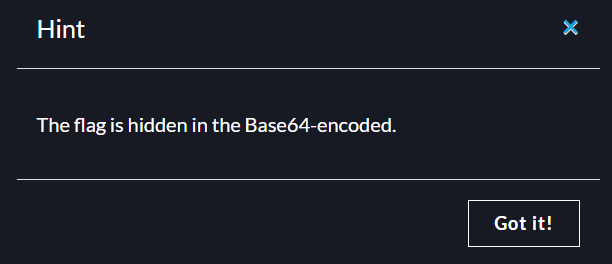 Hint
The flag is hidden in the Base64-encoded.
Got it!